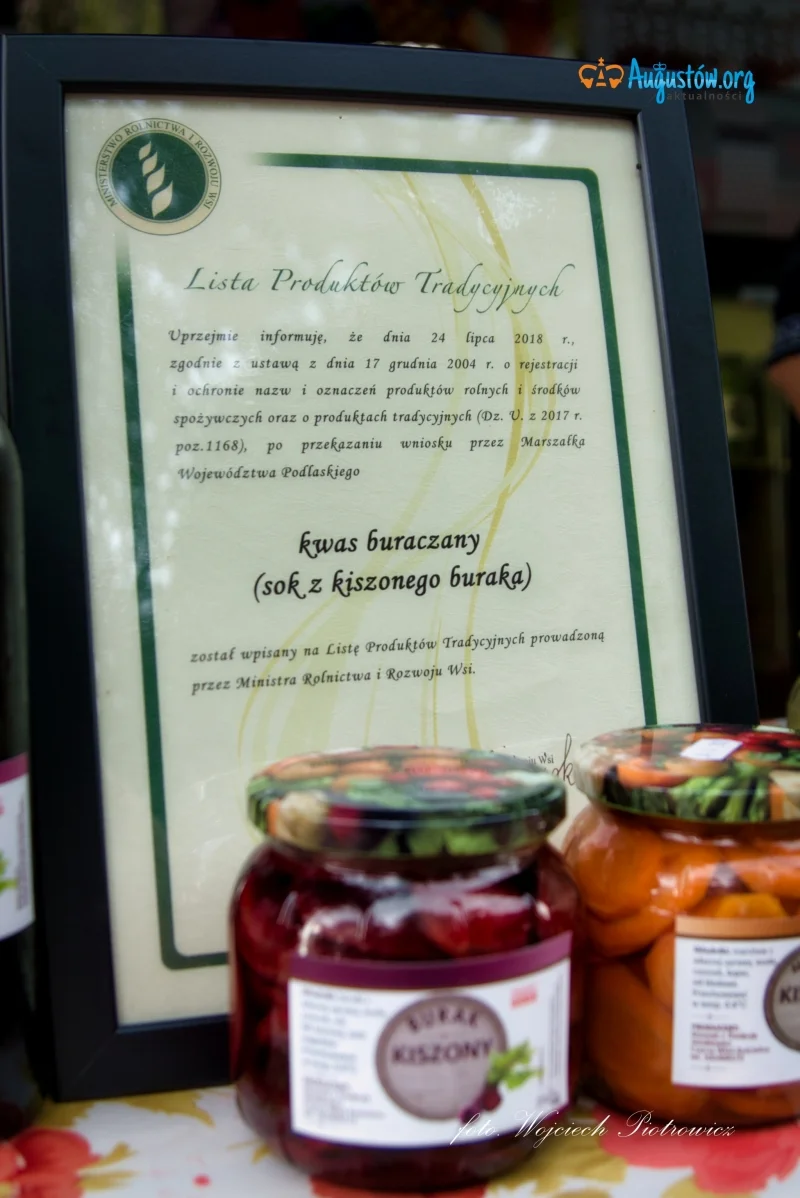 Augustów.org
aktualności
MINISTERSTWO ROLNICTWA I ROZWOJU WSI
Lista Produktów Tradycyjnych
Uprzejmie informuję, że dnia 24 lipca 2018 r.,
zgodnie z ustawą z dnia 17 grudnia 2004 r. o rejestracji
i ochronie nazw i oznaczeń produktów rolnych i środków
spożywczych oraz o produktach tradycyjnych (Dz. U. z 2017 r.
poz.1168), po przekazaniu wniosku przez Marszałka
Województwa Podlaskiego
kwas buraczany
(sok z kiszonego buraka)
został wpisany na Listę Produktów Tradycyjnych prowadzoną
przez Ministra Rolnictwa i Rozwoju Wsi.
Wsi
BURAK
KISZONY
foto. Wojciech Piotrowicz